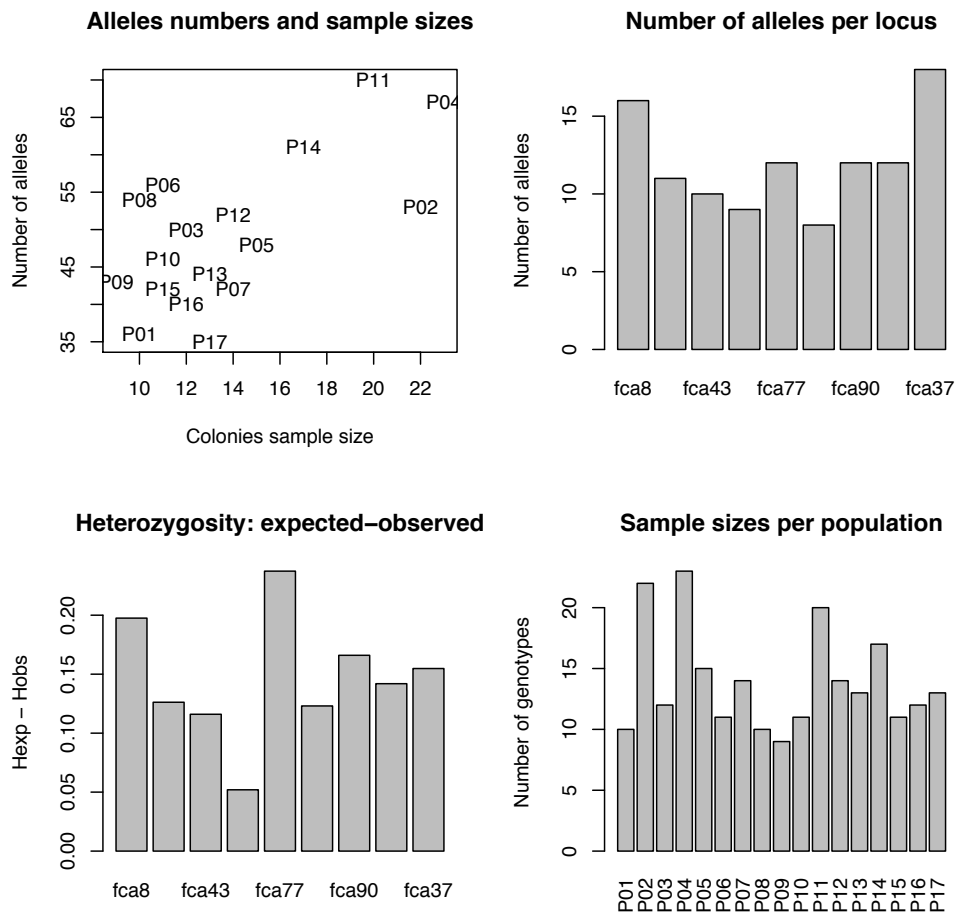 Alleles numbers and sample sizes
Number of alleles
35
45
55
65
P11
P04
P14
P06
P08
P02
P12
P03
P05
P10
P13
P09
P15
P07
P16
P01
P17
10 12 14 16 18 20 22
Colonies sample size
Number of alleles per locus
Number of alleles
0
5
10
15
fca8 fca43 fca77 fca90 fca37
Heterozygosity: expected−observed
Hexp − Hobs
0.00
0.05
0.10
0.15
0.20
fca8 fca43 fca77 fca90 fca37
Sample sizes per population
Number of genotypes
0
5
10
15
20
P01
P02
P03
P04
P05
P06
P07
P08
P09
P10
P11
P12
P13
P14
P15
P16
P17